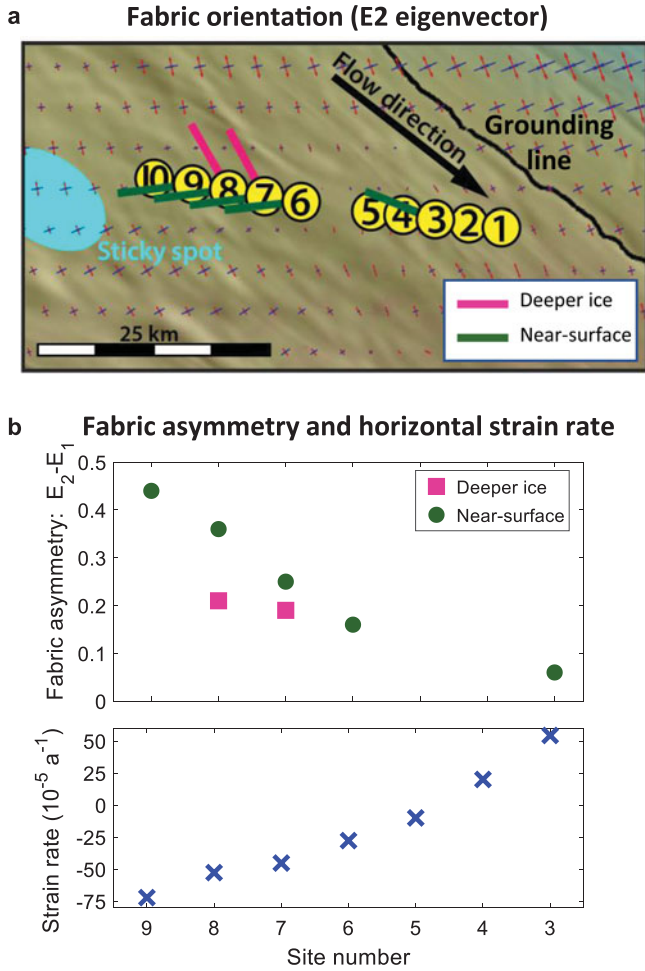 a Fabric orientation (E2 eigenvector)
Flow direction
Grounding
line
10 9 8 7 6 5 4 3 2 1
Sticky spot
25 km
Deeper ice
Near-surface
b Fabric asymmetry and horizontal strain rate
Fabric asymmetry: E2-E1
0.5
0.4
0.3
0.2
0.1
0
Deeper ice
Near-surface
Strain rate (10-5 a-1)
50
25
0
-25
-50
-75
9 8 7 6 5 4 3
Site number